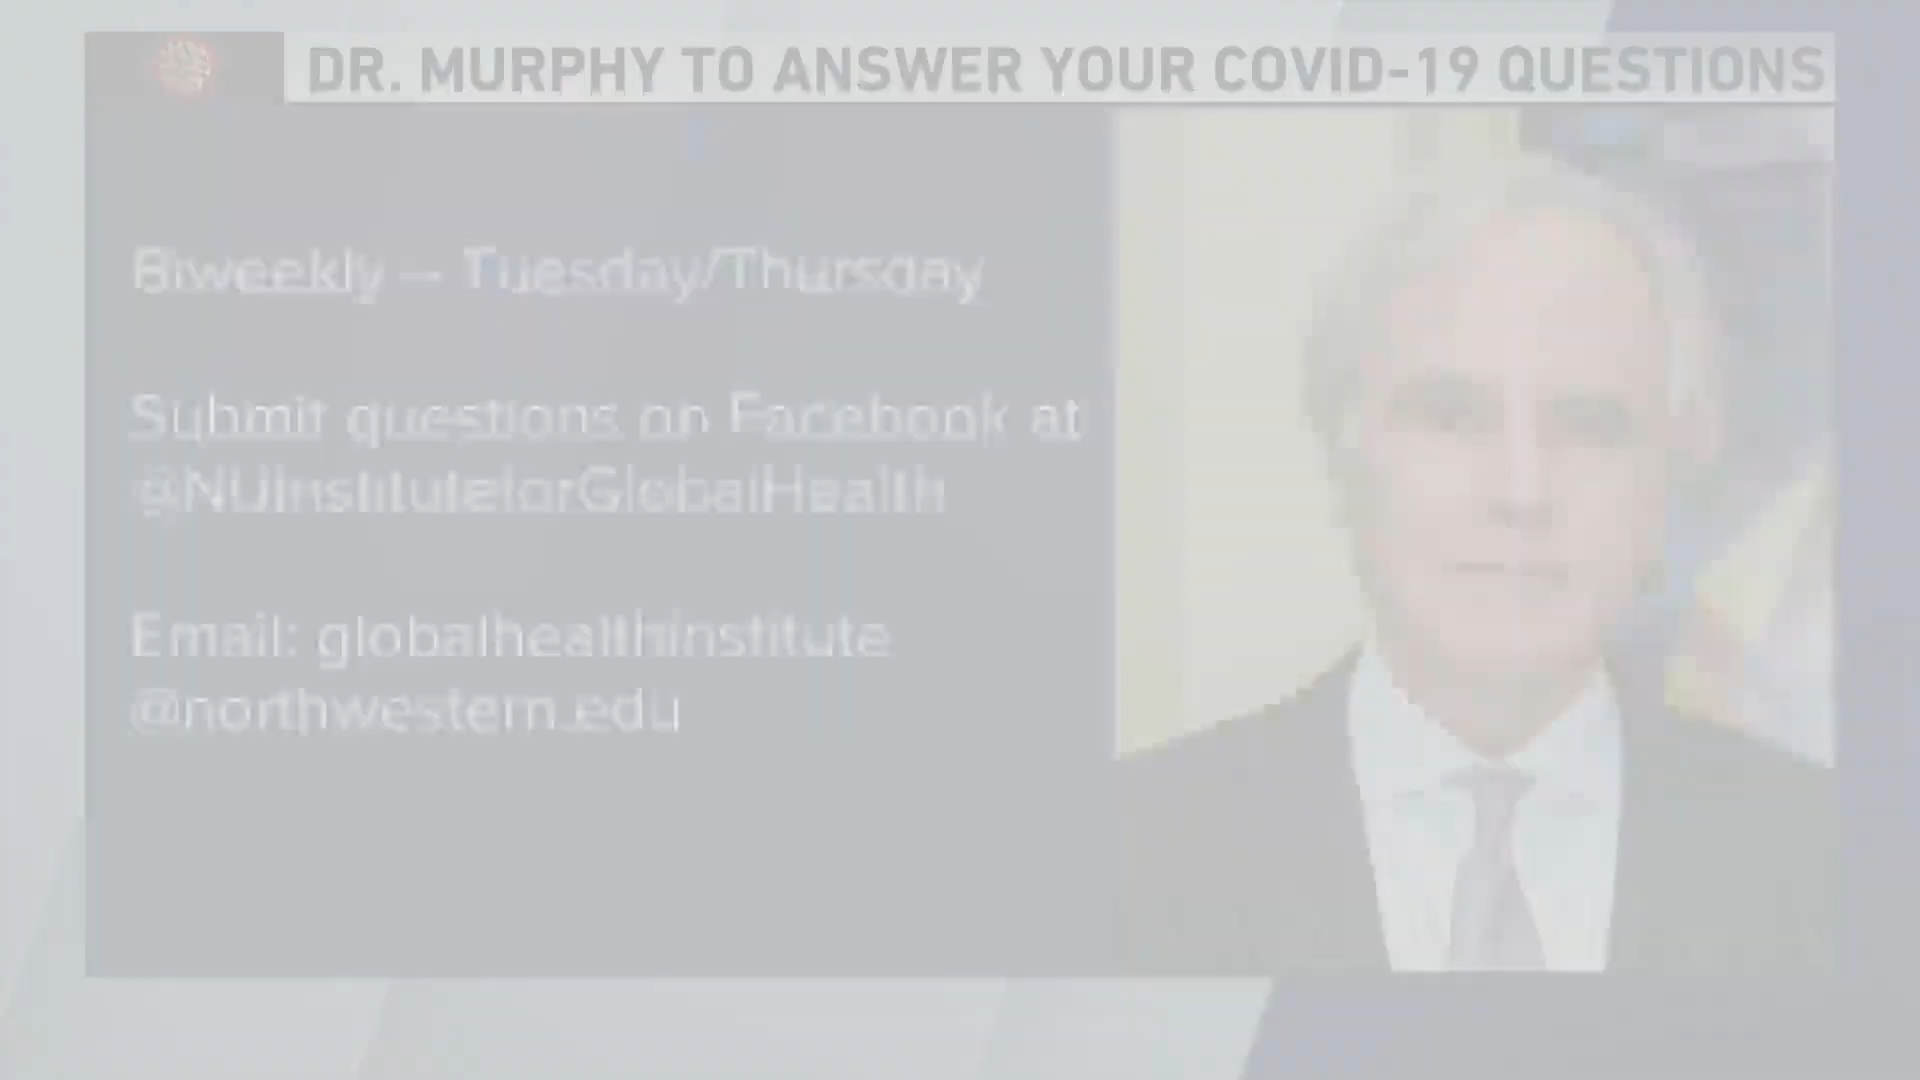 DR. MURPHY TO ANSWER YOUR COVID-19 QUESTIONS
Biweekly – Tuesday/Thursday
Submit questions on Facebook at
@NUInstituteforGlobalHealth
Email: globalhealthinstitute
@northwestern.edu